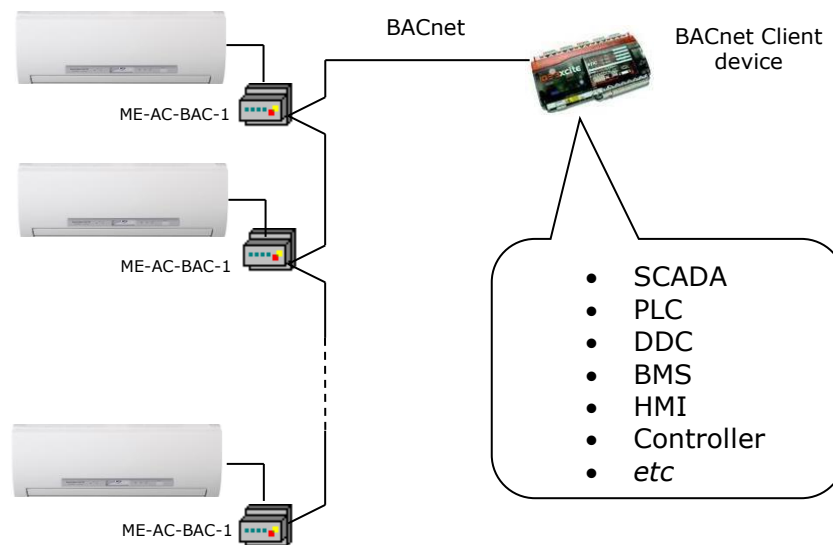 BACnet
BACnet Client
device
xcite
ME-AC-BAC-1
ME-AC-BAC-1
• SCADA
• PLC
• DDC
• BMS
• HMI
• Controller
• etc
ME-AC-BAC-1